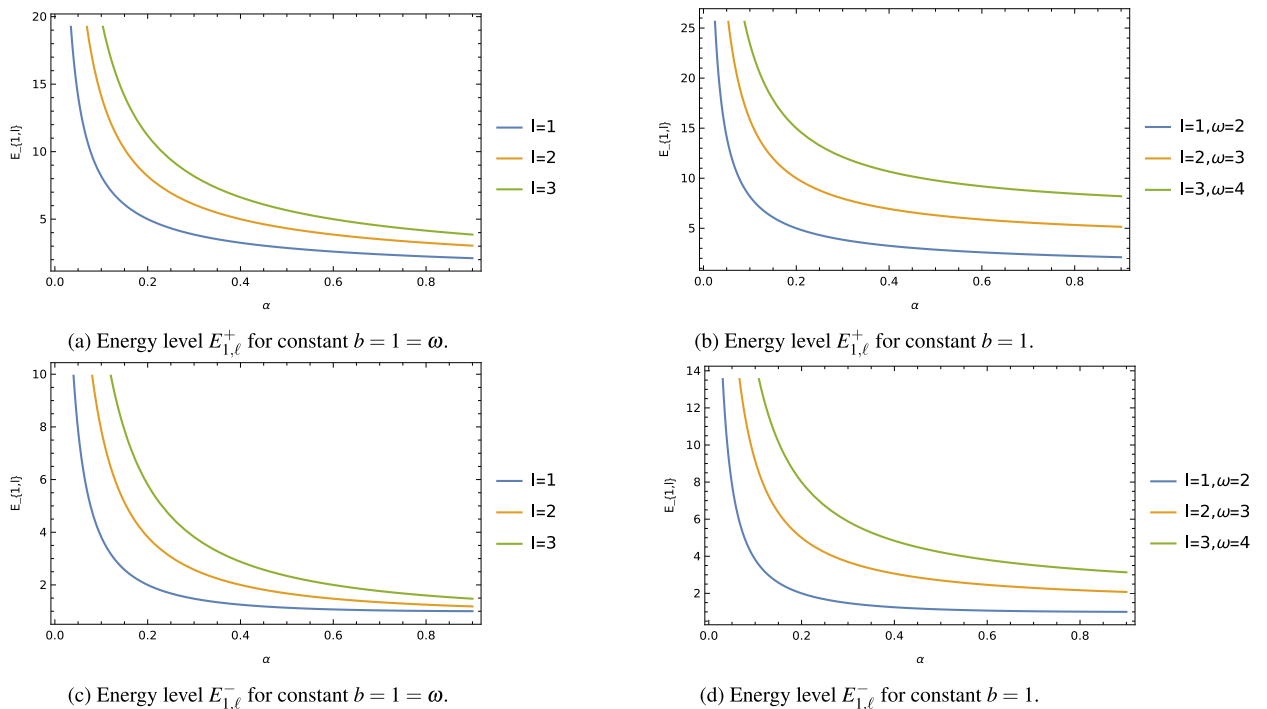 20
15
10
5
E_{1,l}
0.0 0.2 0.4 0.6 0.8
α
l=1
l=2
l=3
(a) Energy level E⁺₁,ℓ for constant b = 1 = ω.
25
20
15
10
5
E_{1,l}
0.0 0.2 0.4 0.6 0.8
α
l=1,ω=2
l=2,ω=3
l=3,ω=4
(b) Energy level E⁺₁,ℓ for constant b = 1.
10
8
6
4
2
E_{1,l}
0.0 0.2 0.4 0.6 0.8
α
l=1
l=2
l=3
(c) Energy level E⁻₁,ℓ for constant b = 1 = ω.
14
12
10
8
6
4
2
E_{1,l}
0.0 0.2 0.4 0.6 0.8
α
l=1,ω=2
l=2,ω=3
l=3,ω=4
(d) Energy level E⁻₁,ℓ for constant b = 1.